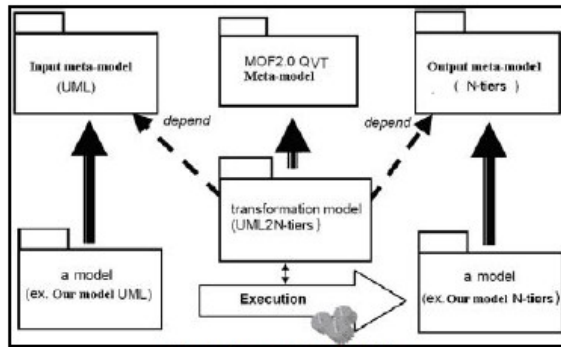 Input meta-model
(UML)
MOF2.0 QVT
Meta-model
Output meta-model
( N-tiers )
depend
depend
transformation model
(UML2N-tiers)
a model
(ex. Our model UML)
Execution
a model
(ex. Our model N-tiers)